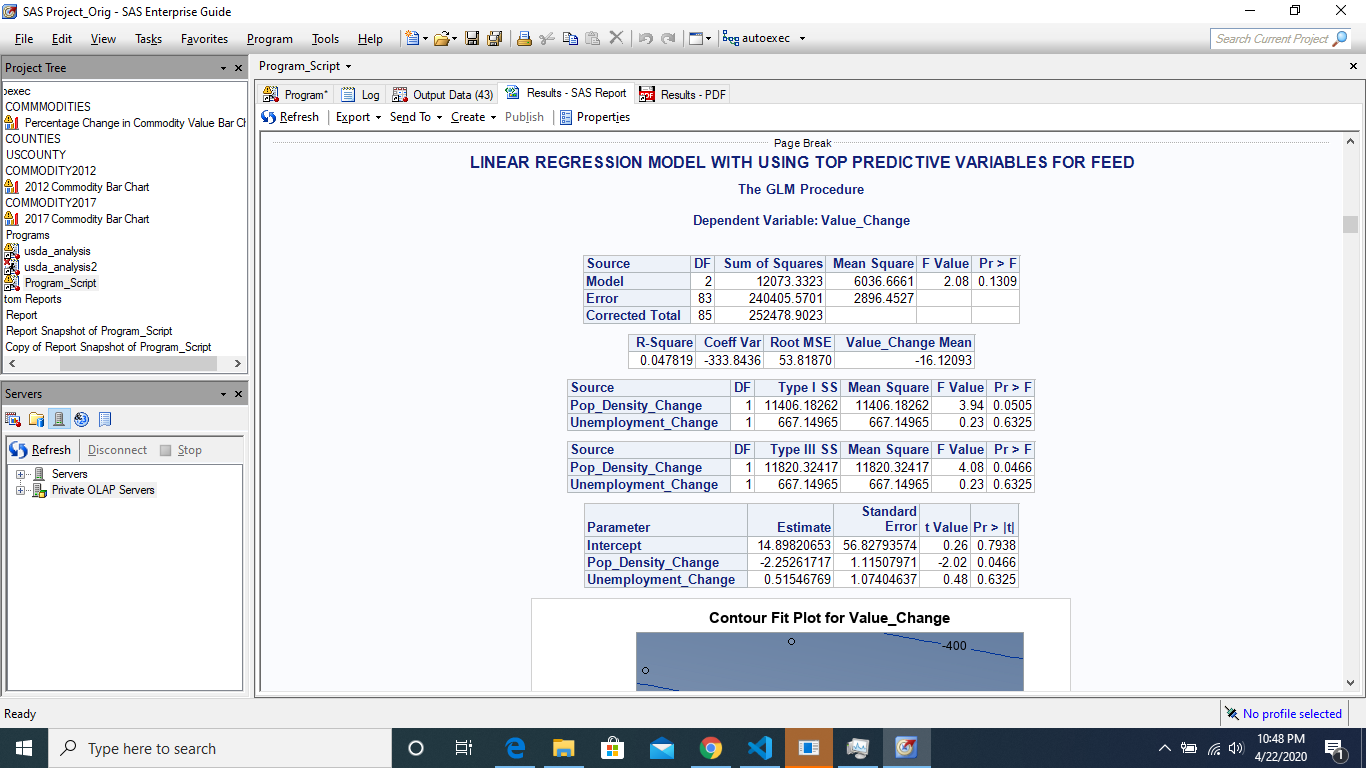 SAS Project_Orig - SAS Enterprise Guide
File Edit View Tasks Favorites Program Tools Help autoexec Search Current Project
Project Tree
oexec
COMMMODITIES
Percentage Change in Commodity Value Bar Ch
COUNTIES
USCOUNTY
COMMODITY2012
2012 Commodity Bar Chart
COMMODITY2017
2017 Commodity Bar Chart
Programs
usda_analysis
usda_analysis2
Program_Script
tom Reports
Report
Report Snapshot of Program_Script
Copy of Report Snapshot of Program_Script
Servers
Refresh Disconnect Stop
Servers
Private OLAP Servers
Program_Script
Program* Log Output Data (43) Results - SAS Report Results - PDF
Refresh Export Send To Create Publish Properties
Page Break
LINEAR REGRESSION MODEL WITH USING TOP PREDICTIVE VARIABLES FOR FEED
The GLM Procedure
Dependent Variable: Value_Change
Source DF Sum of Squares Mean Square F Value Pr > F
Model 2 12073.3323 6036.6661 2.08 0.1309
Error 83 240405.5701 2896.4527
Corrected Total 85 252478.9023
R-Square Coeff Var Root MSE Value_Change Mean
0.047819 -333.8436 53.81870 -16.12093
Source DF Type I SS Mean Square F Value Pr > F
Pop_Density_Change 1 11406.18262 11406.18262 3.94 0.0505
Unemployment_Change 1 667.14965 667.14965 0.23 0.6325
Source DF Type III SS Mean Square F Value Pr > F
Pop_Density_Change 1 11820.32417 11820.32417 4.08 0.0466
Unemployment_Change 1 667.14965 667.14965 0.23 0.6325
Parameter Estimate Standard Error t Value Pr > |t|
Intercept 14.89820653 56.82793574 0.26 0.7938
Pop_Density_Change -2.25261717 1.11507971 -2.02 0.0466
Unemployment_Change 0.51546769 1.07404637 0.48 0.6325
Contour Fit Plot for Value_Change
-400
Ready
No profile selected
Type here to search
10:48 PM
4/22/2020
1